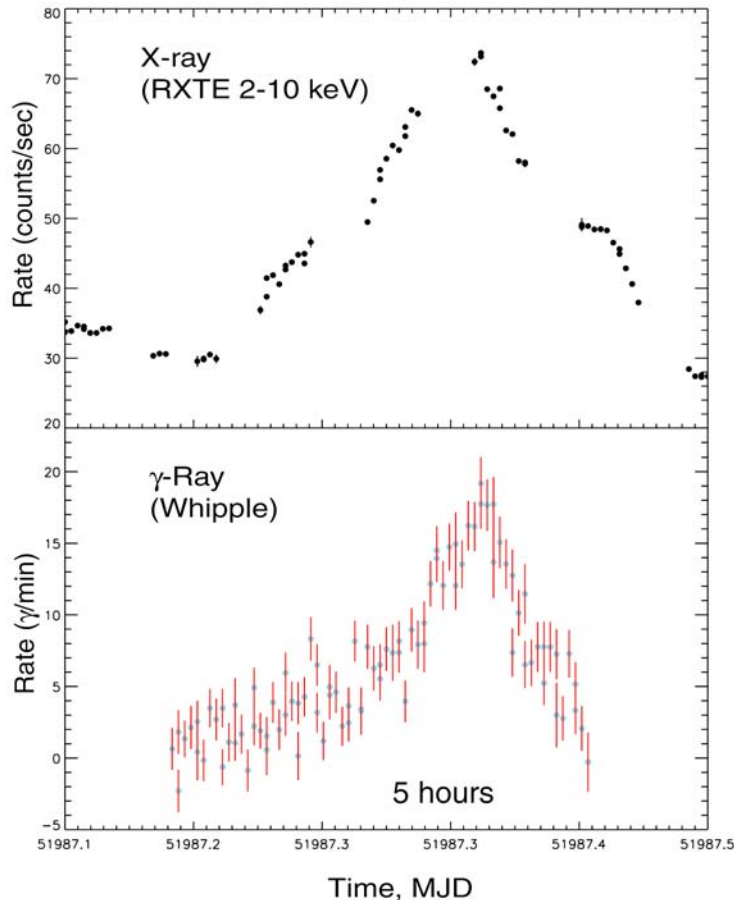 80
X-ray
(RXTE 2-10 keV)
70
60
50
40
30
20
Rate (counts/sec)
20
γ-Ray
(Whipple)
15
10
5
0
−5
Rate (γ/min)
5 hours
51987.1 51987.2 51987.3 51987.3 51987.4 51987.5
Time, MJD